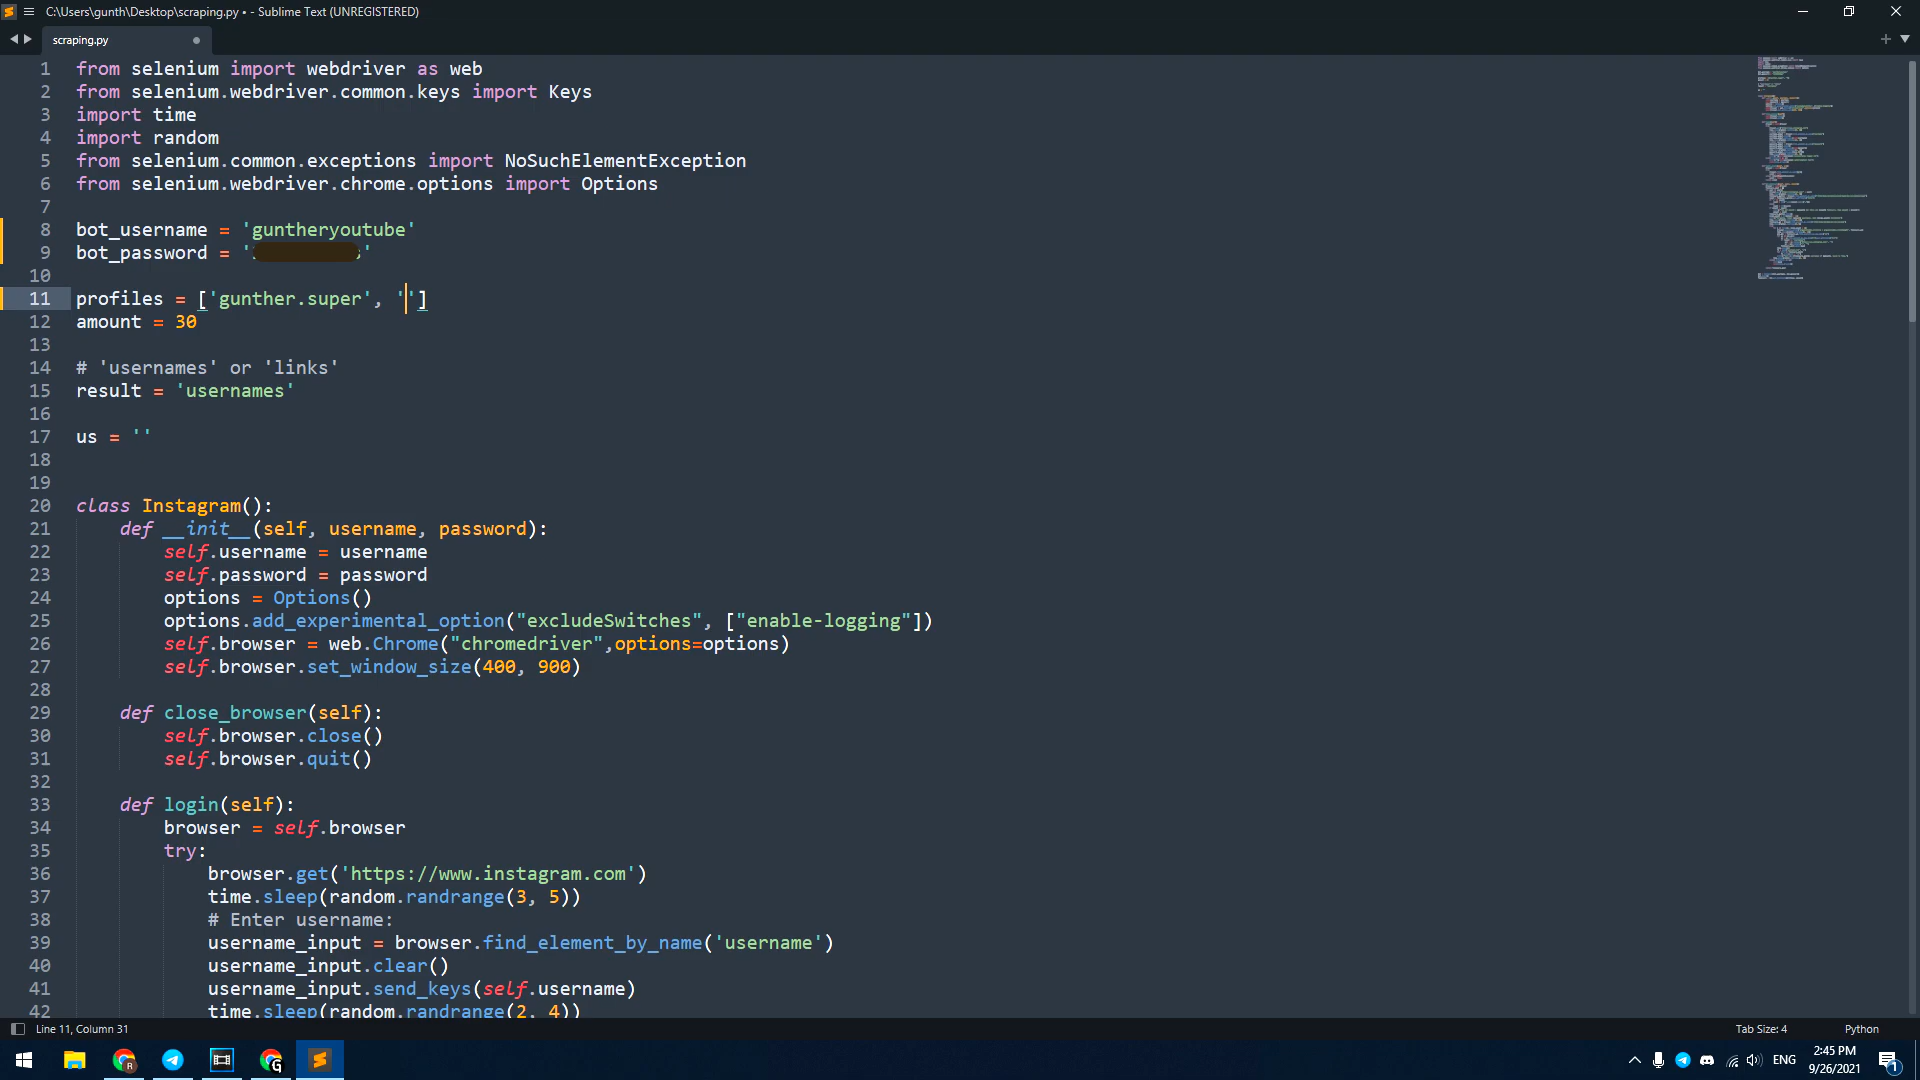 C:\Users\gunth\Desktop\scraping.py • - Sublime Text (UNREGISTERED)
scraping.py
1 from selenium import webdriver as web
2 from selenium.webdriver.common.keys import Keys
3 import time
4 import random
5 from selenium.common.exceptions import NoSuchElementException
6 from selenium.webdriver.chrome.options import Options
7
8 bot_username = 'guntheryoutube'
9 bot_password = ' '
10
11 profiles = ['gunther.super', '']
12 amount = 30
13
14 # 'usernames' or 'links'
15 result = 'usernames'
16
17 us = ''
18
19
20 class Instagram():
21     def __init__(self, username, password):
22         self.username = username
23         self.password = password
24         options = Options()
25         options.add_experimental_option("excludeSwitches", ["enable-logging"])
26         self.browser = web.Chrome("chromedriver",options=options)
27         self.browser.set_window_size(400, 900)
28
29     def close_browser(self):
30         self.browser.close()
31         self.browser.quit()
32
33     def login(self):
34         browser = self.browser
35         try:
36             browser.get('https://www.instagram.com')
37             time.sleep(random.randrange(3, 5))
38             # Enter username:
39             username_input = browser.find_element_by_name('username')
40             username_input.clear()
41             username_input.send_keys(self.username)
42             time.sleep(random.randrange(2, 4))
Line 11, Column 31
Tab Size: 4
Python
ENG
2:45 PM
9/26/2021